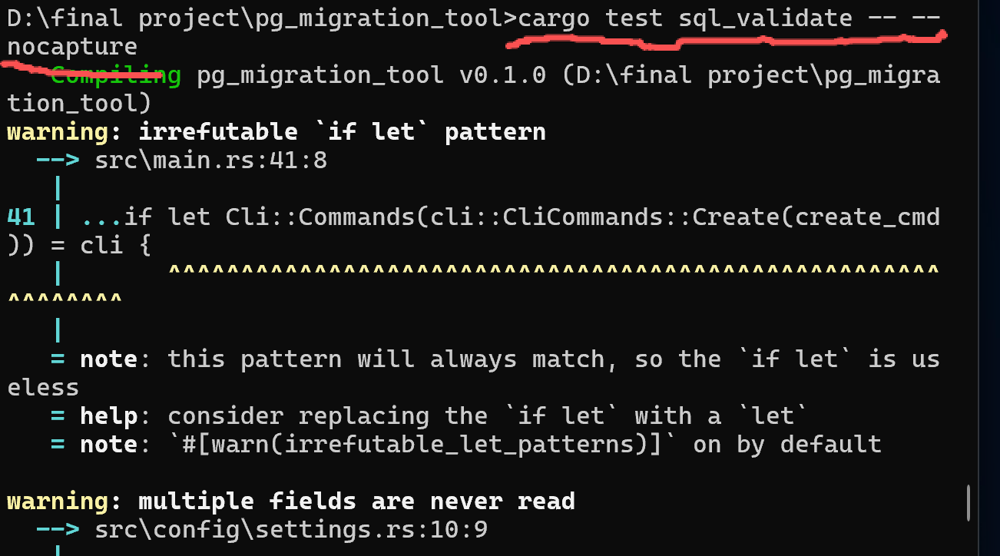 D:\final project\pg_migration_tool>cargo test sql_validate -- --
nocapture
   Compiling pg_migration_tool v0.1.0 (D:\final project\pg_migra
tion_tool)
warning: irrefutable `if let` pattern
  --> src\main.rs:41:8
   |
41 | ...if let Cli::Commands(cli::CliCommands::Create(create_cmd
)) = cli {
   |       ^^^^^^^^^^^^^^^^^^^^^^^^^^^^^^^^^^^^^^^^^^^^^^^^^^^^^
^^^^^^^^
   |
   = note: this pattern will always match, so the `if let` is us
eless
   = help: consider replacing the `if let` with a `let`
   = note: `#[warn(irrefutable_let_patterns)]` on by default

warning: multiple fields are never read
  --> src\config\settings.rs:10:9
   |